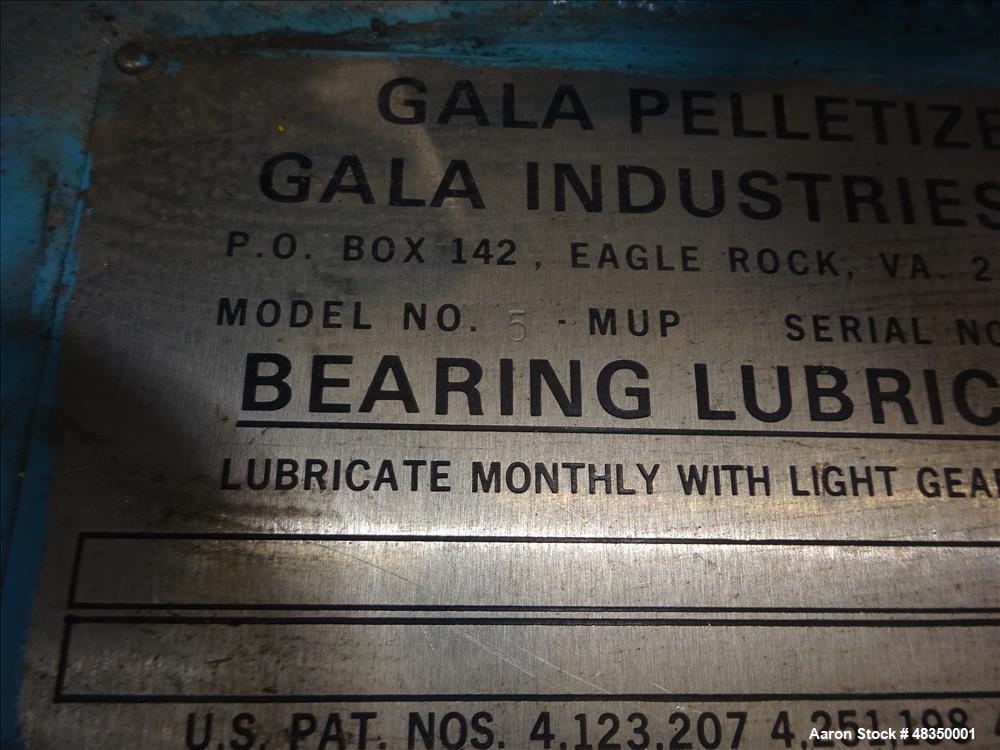 GALA PELLETIZE
GALA INDUSTRIES
P.O. BOX 142, EAGLE ROCK, VA. 2
MODEL NO. 5 - MUP SERIAL NO
BEARING LUBRIC
LUBRICATE MONTHLY WITH LIGHT GEA
U.S. PAT. NOS. 4,123,207 4,251,198
Aaron Stock # 48350001